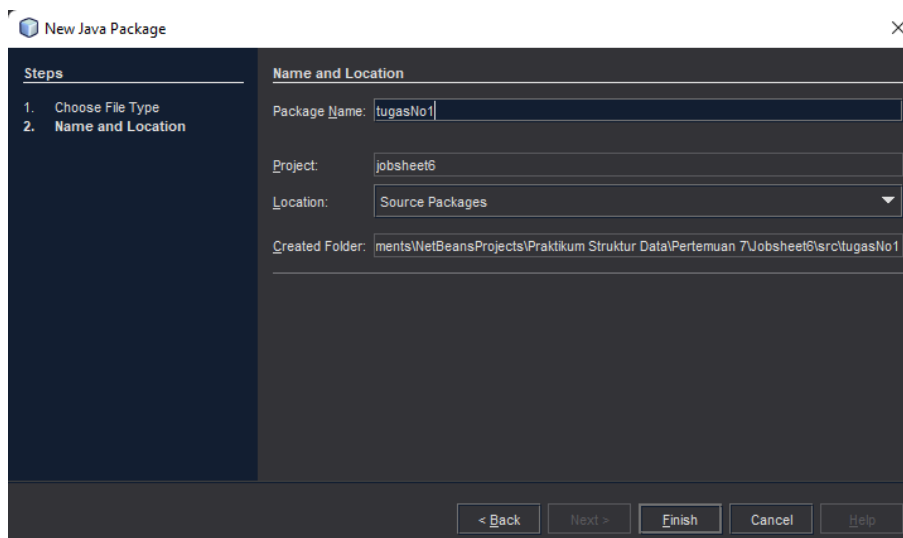 New Java Package
Steps
1. Choose File Type
2. Name and Location
Name and Location
Package Name: tugasNo1
Project: jobsheet6
Location: Source Packages
Created Folder: ments\NetBeansProjects\Praktikum Struktur Data\Pertemuan 7\Jobsheet6\src\tugasNo1
< Back Next > Finish Cancel Help